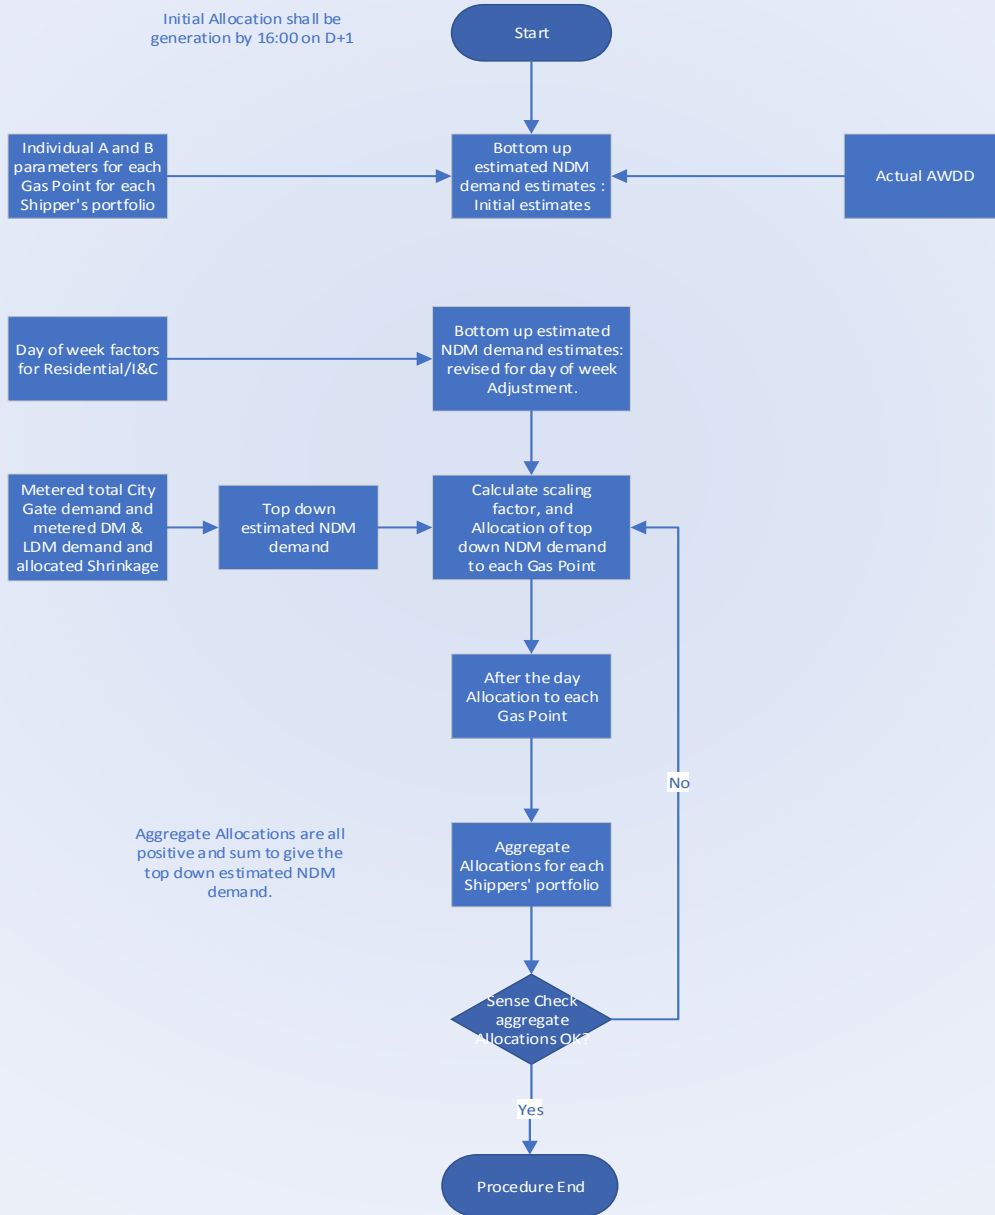 Initial Allocation shall be
generation by 16:00 on D+1
Start
Individual A and B
parameters for each
Gas Point for each
Shipper's portfolio
Bottom up
estimated NDM
demand estimates :
Initial estimates
Actual AWDD
Day of week factors
for Residential/I&C
Bottom up estimated
NDM demand estimates:
revised for day of week
Adjustment.
Metered total City
Gate demand and
metered DM &
LDM demand and
allocated Shrinkage
Top down
estimated NDM
demand
Calculate scaling
factor, and
Allocation of top
down NDM demand
to each Gas Point
After the day
Allocation to each
Gas Point
No
Aggregate Allocations are all
positive and sum to give the
top down estimated NDM
demand.
Aggregate
Allocations for each
Shippers' portfolio
Sense Check
aggregate
Allocations OK?
Yes
Procedure End